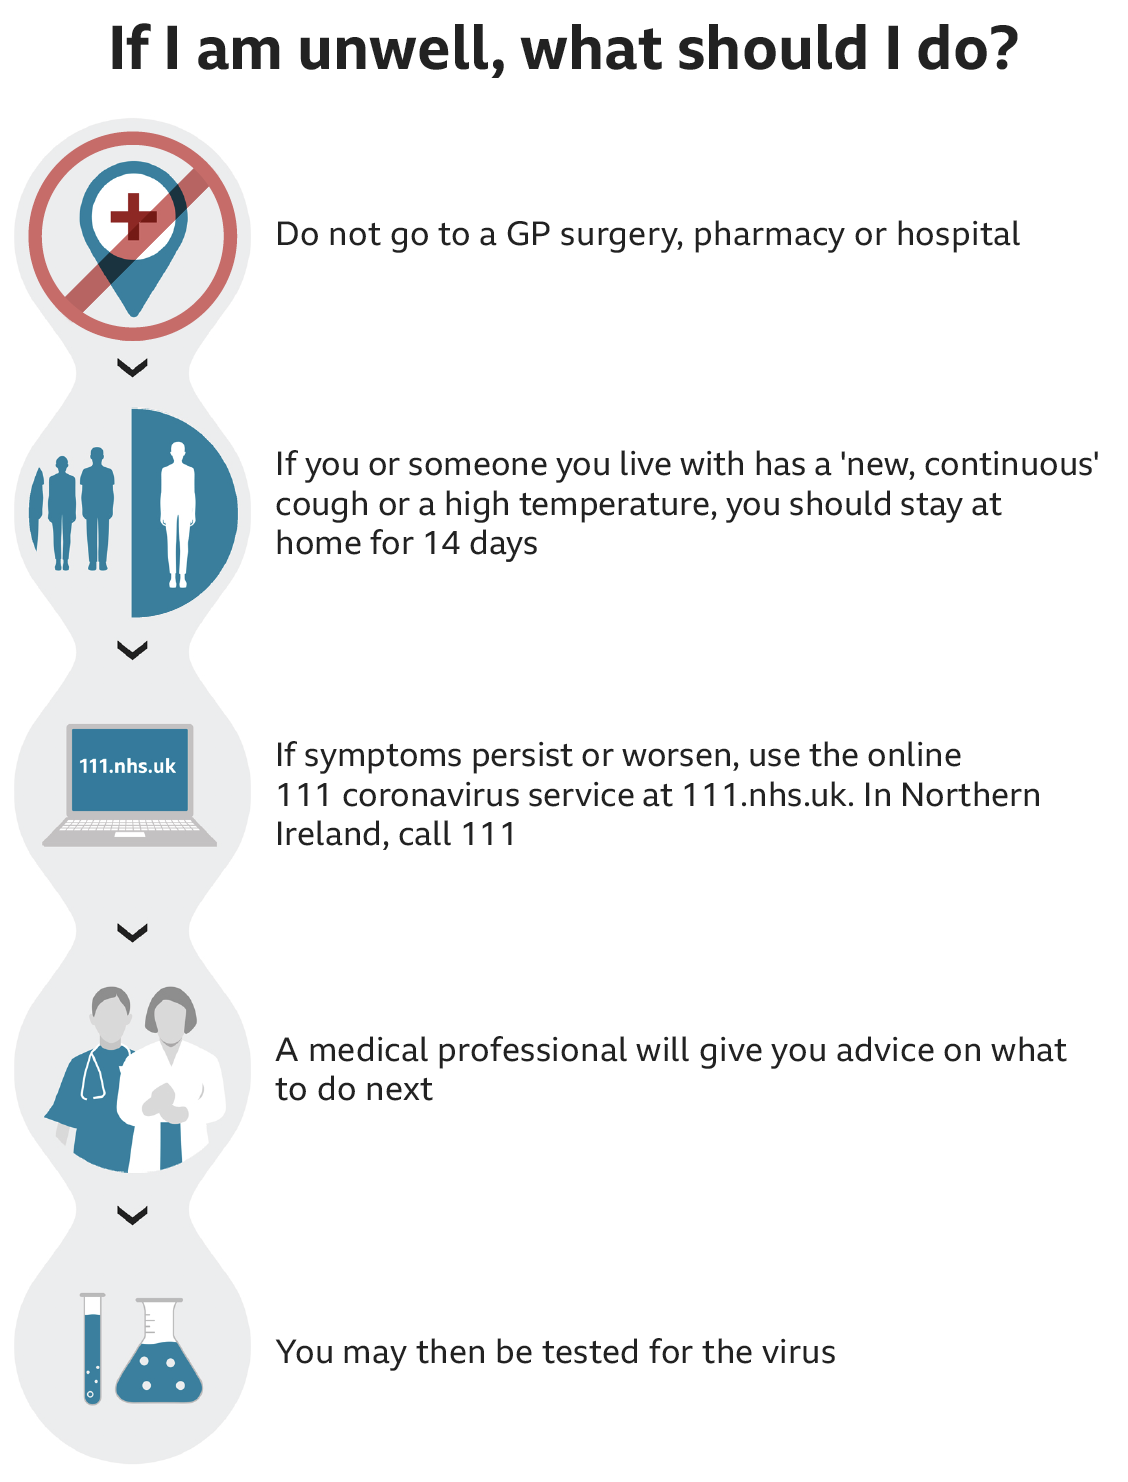 If I am unwell, what should I do?
Do not go to a GP surgery, pharmacy or hospital
If you or someone you live with has a 'new, continuous'
cough or a high temperature, you should stay at
home for 14 days
111.nhs.uk
If symptoms persist or worsen, use the online
111 coronavirus service at 111.nhs.uk. In Northern
Ireland, call 111
A medical professional will give you advice on what
to do next
You may then be tested for the virus